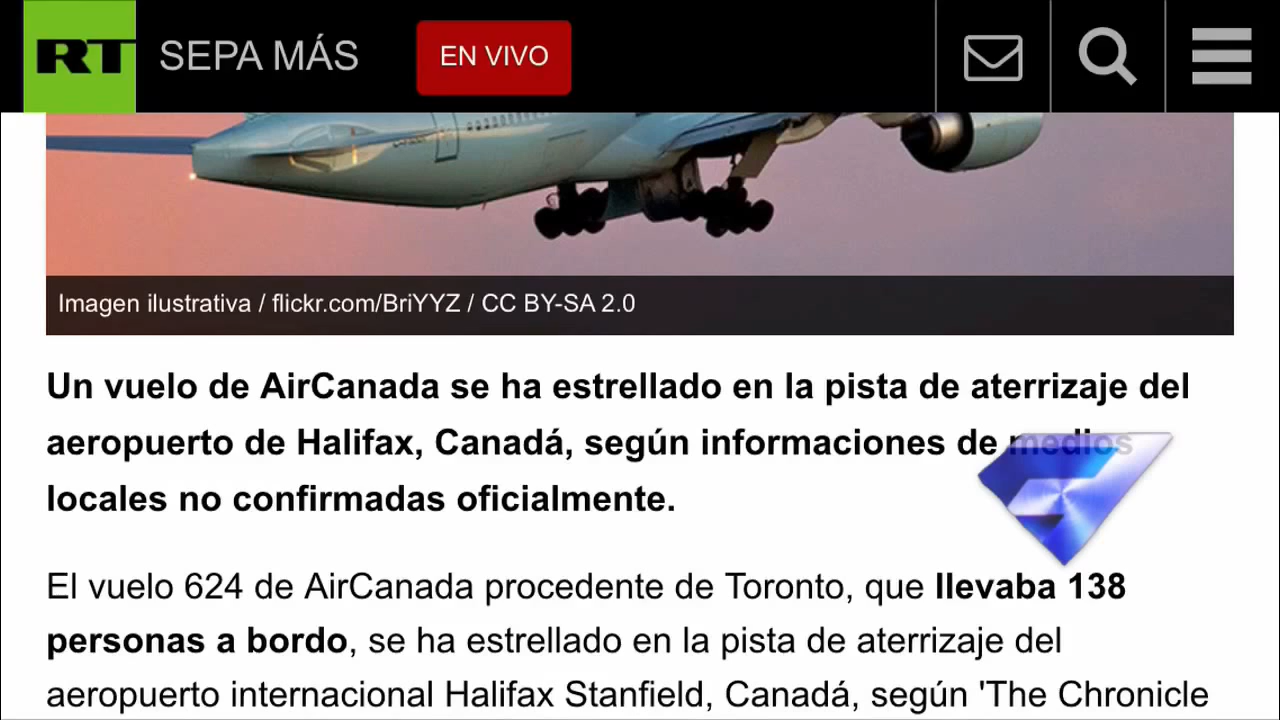 RT SEPA MÁS EN VIVO
Imagen ilustrativa / flickr.com/BriYYZ / CC BY-SA 2.0
Un vuelo de AirCanada se ha estrellado en la pista de aterrizaje del
aeropuerto de Halifax, Canadá, según informaciones de medios
locales no confirmadas oficialmente.
El vuelo 624 de AirCanada procedente de Toronto, que llevaba 138
personas a bordo, se ha estrellado en la pista de aterrizaje del
aeropuerto internacional Halifax Stanfield, Canadá, según 'The Chronicle